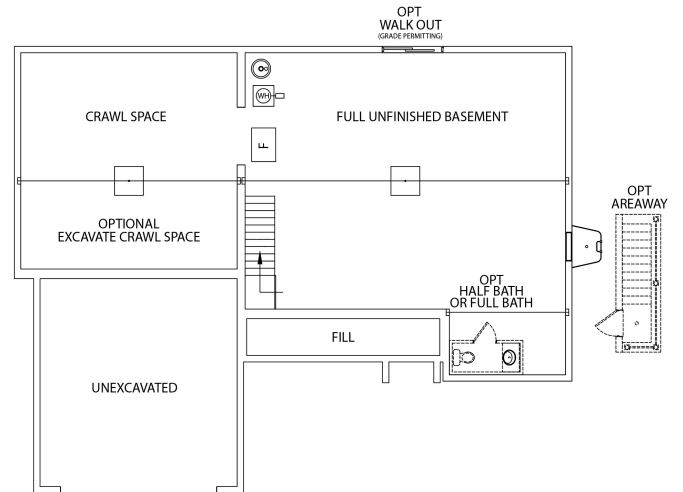 OPT
WALK OUT
(GRADE PERMITTING)
CRAWL SPACE
WH
FULL UNFINISHED BASEMENT
F
OPT
AREAWAY
OPTIONAL
EXCAVATE CRAWL SPACE
OPT
HALF BATH
OR FULL BATH
FILL
UNEXCAVATED